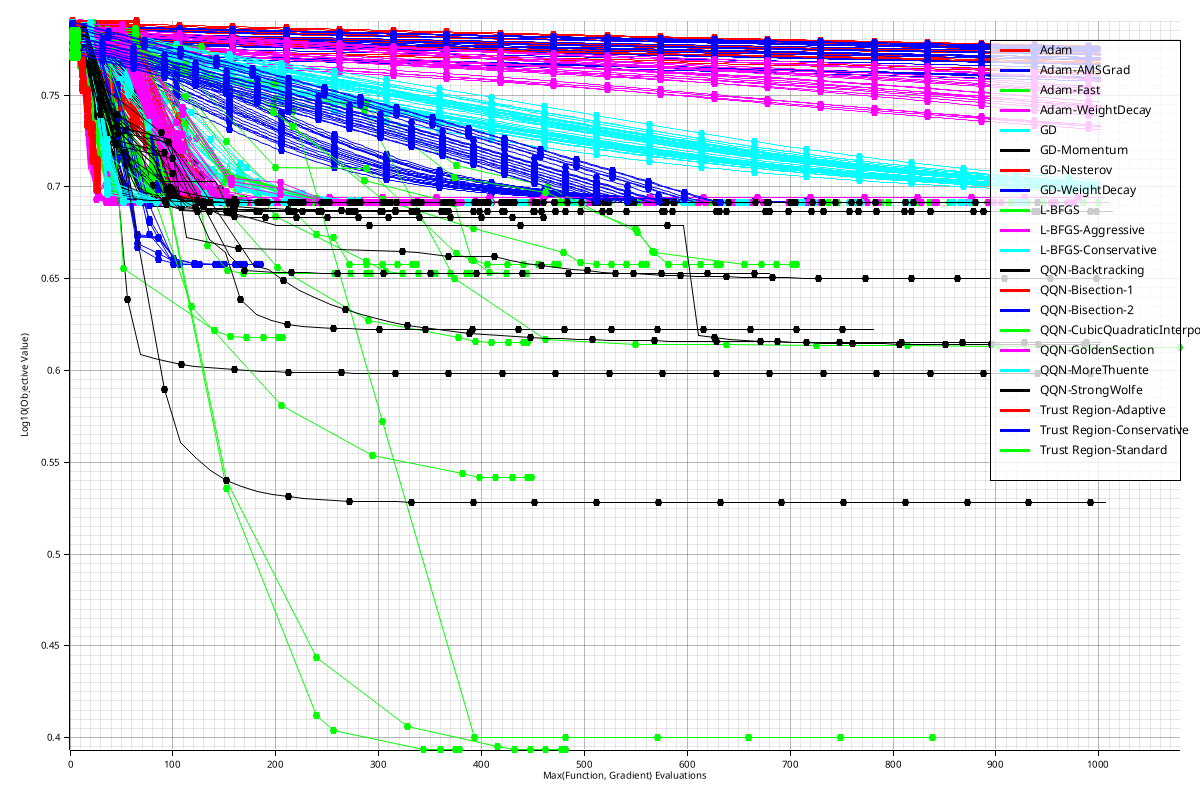 0.75
0.7
0.65
0.6
0.55
0.5
0.45
0.4
Log10(Objective Value)
0
100
200
300
400
500
600
700
800
900
1000
Max(Function, Gradient) Evaluations
Adam
Adam-AMSGrad
Adam-Fast
Adam-WeightDecay
GD
GD-Momentum
GD-Nesterov
GD-WeightDecay
L-BFGS
L-BFGS-Aggressive
L-BFGS-Conservative
QQN-Backtracking
QQN-Bisection-1
QQN-Bisection-2
QQN-CubicQuadraticInterpo
QQN-GoldenSection
QQN-MoreThuente
QQN-StrongWolfe
Trust Region-Adaptive
Trust Region-Conservative
Trust Region-Standard